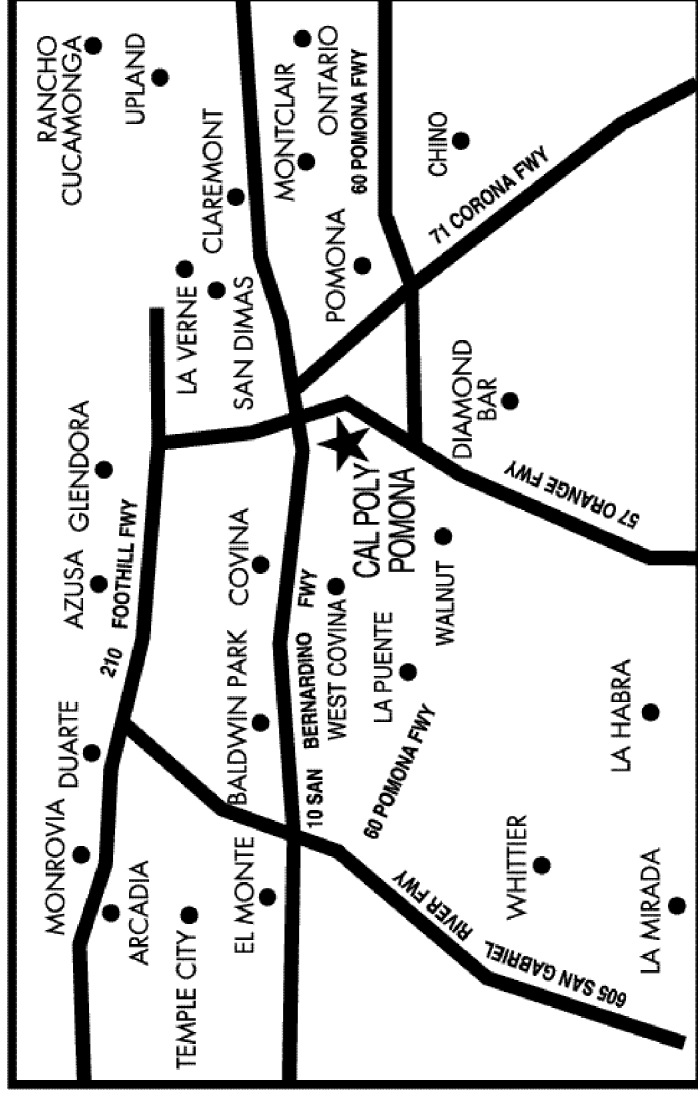 RANCHO
CUCAMONGA
UPLAND
CLAREMONT
MONTCLAIR
ONTARIO
60 POMONA FWY
CHINO
71 CORONA FWY
POMONA
LA VERNE
SAN DIMAS
DIAMOND
BAR
GLENDORA
AZUSA
210 FOOTHILL FWY
COVINA
CAL POLY
POMONA
57 ORANGE FWY
WALNUT
10 SAN BERNARDINO FWY
WEST COVINA
BALDWIN PARK
LA PUENTE
60 POMONA FWY
DUARTE
MONROVIA
ARCADIA
TEMPLE CITY
EL MONTE
605 SAN GABRIEL RIVER FWY
WHITTIER
LA HABRA
LA MIRADA